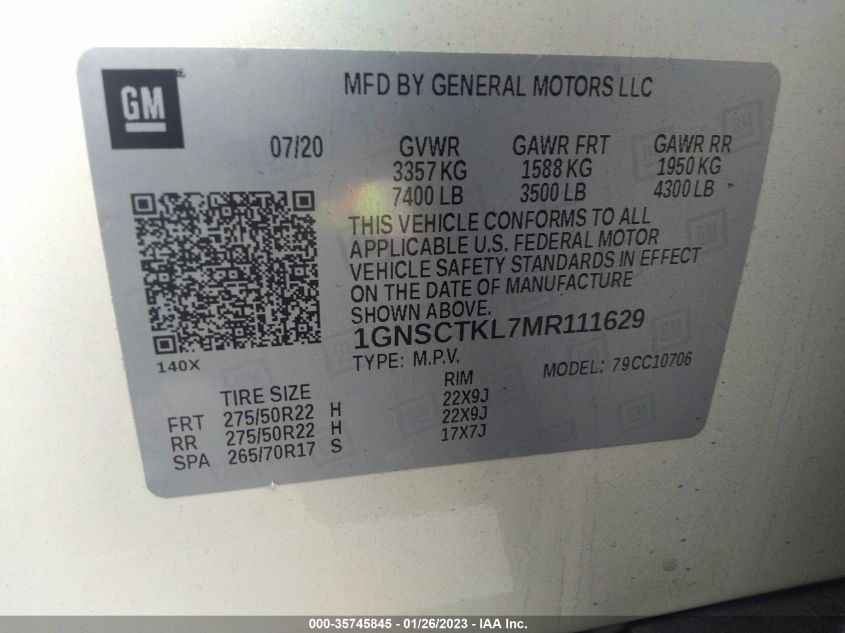 GM
MFD BY GENERAL MOTORS LLC
07/20 GVWR GAWR FRT GAWR RR
3357 KG 1588 KG 1950 KG
7400 LB 3500 LB 4300 LB
THIS VEHICLE CONFORMS TO ALL
APPLICABLE U.S. FEDERAL MOTOR
VEHICLE SAFETY STANDARDS IN EFFECT
ON THE DATE OF MANUFACTURE
SHOWN ABOVE.
1GNSCTKL7MR111629
140X
TYPE: M.P.V. MODEL: 79CC10706
TIRE SIZE RIM
FRT 275/50R22 H 22X9J
RR 275/50R22 H 22X9J
SPA 265/70R17 S 17X7J
000-35745845 - 01/26/2023 - IAA Inc.